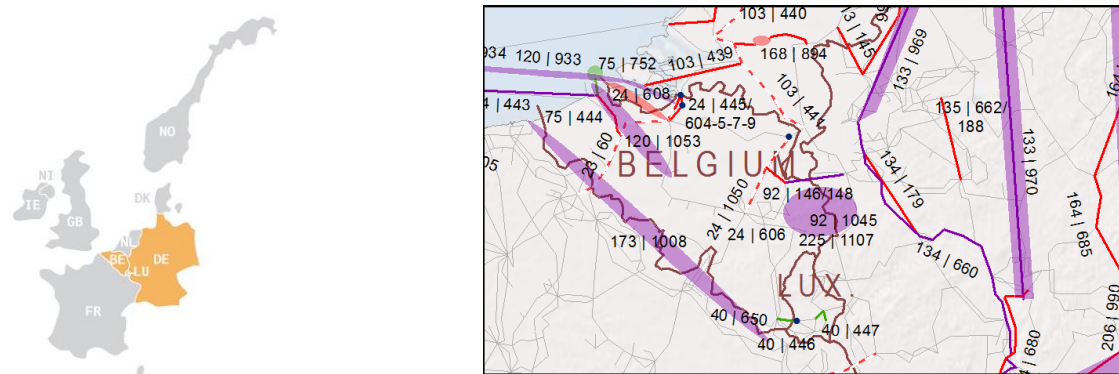 NO
NI
IE
GB
DK
NL
BE
DE
LU
FR
103 | 440
934
120 | 933
75 | 752
103 | 439
168 | 894
133 | 969
24 | 608
24 | 445/
604-5-7-9
103 | 441
135 | 662/
188
443
75 | 444
120 | 1053
23 | 60
BELGIUM
134 | 179
133 | 970
92 | 146/148
24 | 1050
92 | 1045
24 | 606
225 | 1107
164 | 685
173 | 1008
134 | 660
LUX.
40 | 650
40 | 447
40 | 446
680
206 | 990